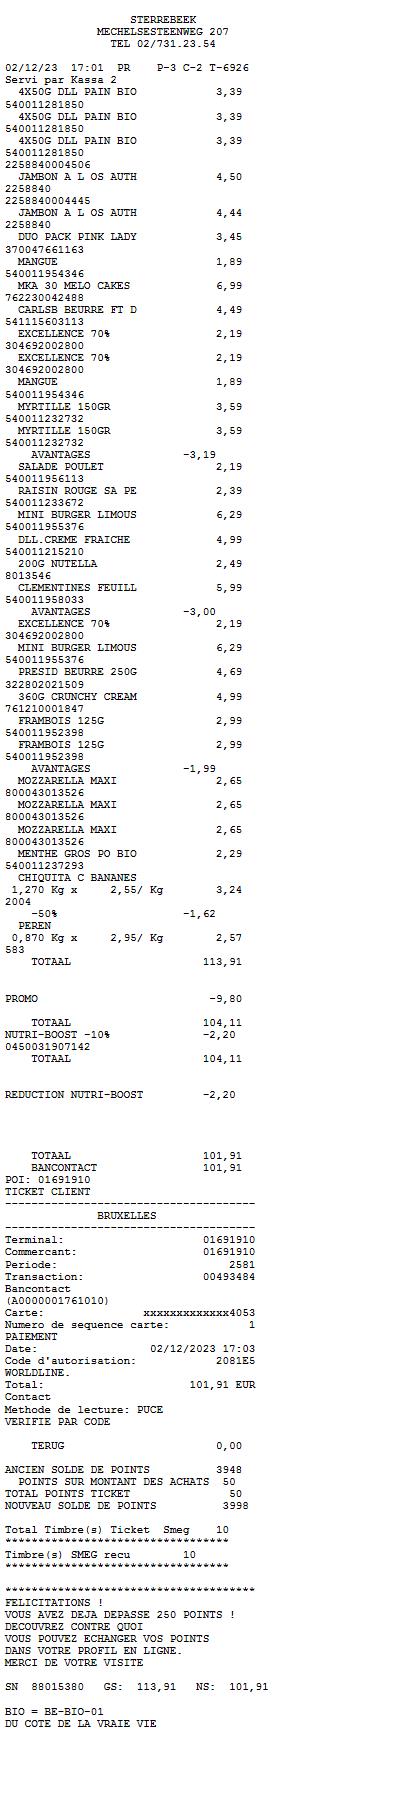 STERREBEEK
MECHELSESTEENWEG 207
TEL 02/731.23.54
02/12/23 17:01 PR P-3 C-2 T-6926
Servi par Kassa 2
4X50G DLL PAIN BIO 3,39
540011281850
4X50G DLL PAIN BIO 3,39
540011281850
4X50G DLL PAIN BIO 3,39
540011281850
2258840004506
JAMBON A L OS AUTH 4,50
2258840
2258840004445
JAMBON A L OS AUTH 4,44
2258840
DUO PACK PINK LADY 3,45
370047661163
MANGUE 1,89
540011954346
MKA 30 MELO CAKES 6,99
762230042488
CARLSB BEURRE FT D 4,49
541115603113
EXCELLENCE 70% 2,19
304692002800
EXCELLENCE 70% 2,19
304692002800
MANGUE 1,89
540011954346
MYRTILLE 150GR 3,59
540011232732
MYRTILLE 150GR 3,59
540011232732
AVANTAGES -3,19
SALADE POULET 2,19
540011956113
RAISIN ROUGE SA PE 2,39
540011233672
MINI BURGER LIMOUS 6,29
540011955376
DLL.CREME FRAICHE 4,99
540011215210
200G NUTELLA 2,49
8013546
CLEMENTINES FEUILL 5,99
540011958033
AVANTAGES -3,00
EXCELLENCE 70% 2,19
304692002800
MINI BURGER LIMOUS 6,29
540011955376
PRESID BEURRE 250G 4,69
322802021509
360G CRUNCHY CREAM 4,99
761210001847
FRAMBOIS 125G 2,99
540011952398
FRAMBOIS 125G 2,99
540011952398
AVANTAGES -1,99
MOZZARELLA MAXI 2,65
800043013526
MOZZARELLA MAXI 2,65
800043013526
MOZZARELLA MAXI 2,65
800043013526
MENTHE GROS PO BIO 2,29
540011237293
CHIQUITA C BANANES
1,270 Kg x 2,55/ Kg 3,24
2004
-50% -1,62
PEREN
0,870 Kg x 2,95/ Kg 2,57
583
TOTAAL 113,91
PROMO -9,80
TOTAAL 104,11
NUTRI-BOOST -10% -2,20
0450031907142
TOTAAL 104,11
REDUCTION NUTRI-BOOST -2,20
TOTAAL 101,91
BANCONTACT 101,91
POI: 01691910
TICKET CLIENT
--------------------------------------
BRUXELLES
--------------------------------------
Terminal: 01691910
Commercant: 01691910
Periode: 2581
Transaction: 00493484
Bancontact
(A0000001761010)
Carte: xxxxxxxxxxxxx4053
Numero de sequence carte: 1
PAIEMENT
Date: 02/12/2023 17:03
Code d'autorisation: 2081E5
WORLDLINE.
Total: 101,91 EUR
Contact
Methode de lecture: PUCE
VERIFIE PAR CODE
TERUG 0,00
ANCIEN SOLDE DE POINTS 3948
POINTS SUR MONTANT DES ACHATS 50
TOTAL POINTS TICKET 50
NOUVEAU SOLDE DE POINTS 3998
Total Timbre(s) Ticket Smeg 10
**********************************
Timbre(s) SMEG recu 10
**********************************
**************************************
FELICITATIONS !
VOUS AVEZ DEJA DEPASSE 250 POINTS !
DECOUVREZ CONTRE QUOI
VOUS POUVEZ ECHANGER VOS POINTS
DANS VOTRE PROFIL EN LIGNE.
MERCI DE VOTRE VISITE
SN 88015380 GS: 113,91 NS: 101,91
BIO = BE-BIO-01
DU COTE DE LA VRAIE VIE